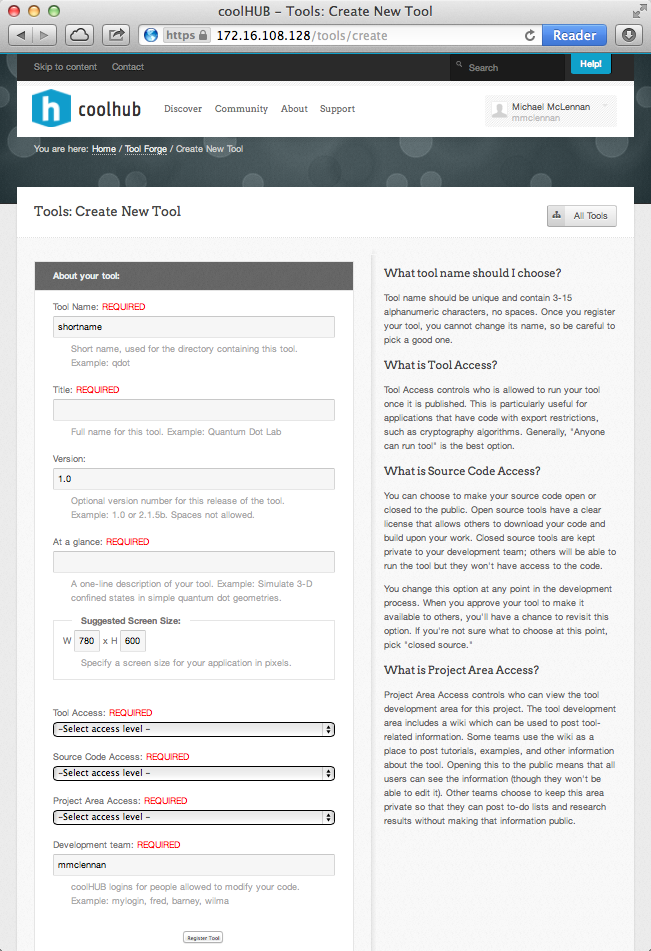 coolHUB – Tools: Create New Tool
https 172.16.108.128/tools/create
Reader
Skip to content Contact
Search
Help!
h coolhub
Discover Community About Support
Michael McLennan
mmclennan
You are here: Home / Tool Forge / Create New Tool
Tools: Create New Tool
All Tools
About your tool:
Tool Name: REQUIRED
shortname
Short name, used for the directory containing this tool.
Example: qdot
Title: REQUIRED
Full name for this tool. Example: Quantum Dot Lab
Version:
1.0
Optional version number for this release of the tool.
Example: 1.0 or 2.1.5b. Spaces not allowed.
At a glance: REQUIRED
A one-line description of your tool. Example: Simulate 3-D
confined states in simple quantum dot geometries.
Suggested Screen Size:
W 780 x H 600
Specify a screen size for your application in pixels.
Tool Access: REQUIRED
-Select access level -
Source Code Access: REQUIRED
-Select access level -
Project Area Access: REQUIRED
-Select access level -
Development team: REQUIRED
mmclennan
coolHUB logins for people allowed to modify your code.
Example: mylogin, fred, barney, wilma
Register Tool
What tool name should I choose?
Tool name should be unique and contain 3-15
alphanumeric characters, no spaces. Once you register
your tool, you cannot change its name, so be careful to
pick a good one.
What is Tool Access?
Tool Access controls who is allowed to run your tool
once it is published. This is particularly useful for
applications that have code with export restrictions,
such as cryptography algorithms. Generally, "Anyone
can run tool" is the best option.
What is Source Code Access?
You can choose to make your source code open or
closed to the public. Open source tools have a clear
license that allows others to download your code and
build upon your work. Closed source tools are kept
private to your development team; others will be able to
run the tool but they won't have access to the code.
You change this option at any point in the development
process. When you approve your tool to make it
available to others, you'll have a chance to revisit this
option. If you're not sure what to choose at this point,
pick "closed source."
What is Project Area Access?
Project Area Access controls who can view the tool
development area for this project. The tool development
area includes a wiki which can be used to post tool-
related information. Some teams use the wiki as a
place to post tutorials, examples, and other information
about the tool. Opening this to the public means that all
users can see the information (though they won't be
able to edit it). Other teams choose to keep this area
private so that they can post to-do lists and research
results without making that information public.